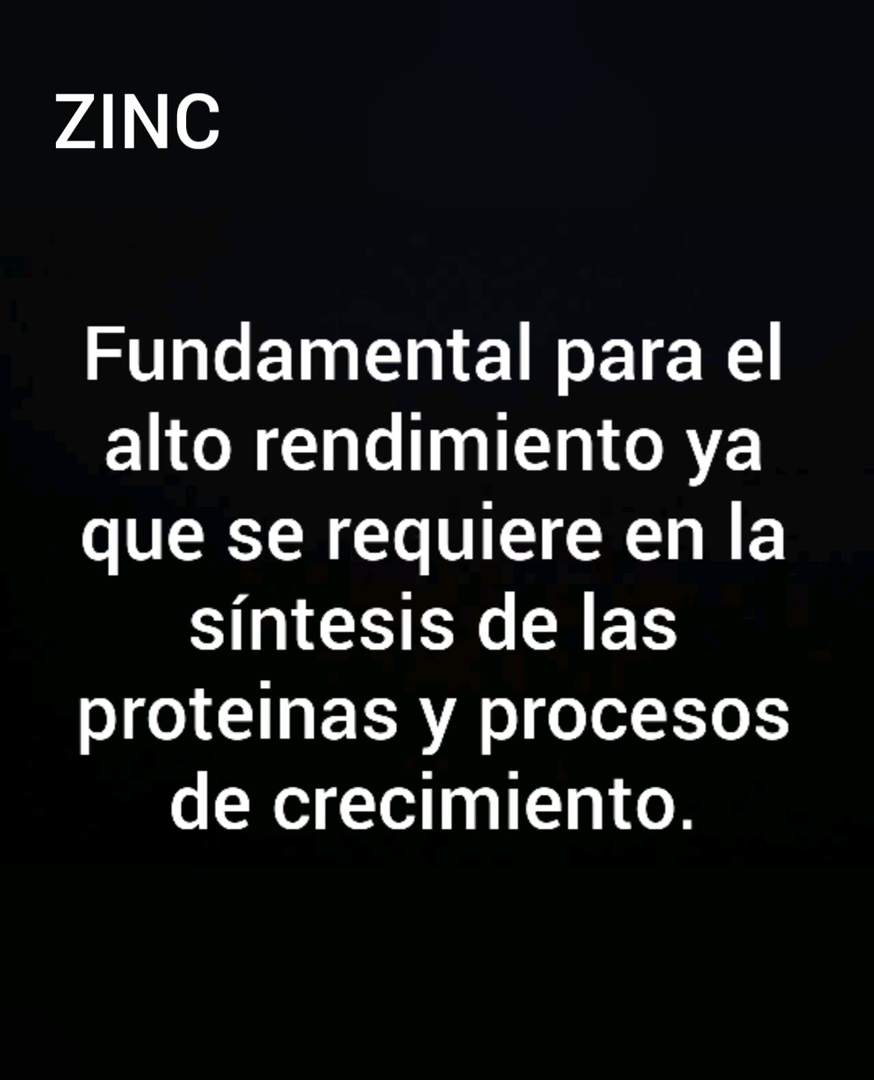 ZINC
Fundamental para el
alto rendimiento ya
que se requiere en la
síntesis de las
proteinas y procesos
de crecimiento.